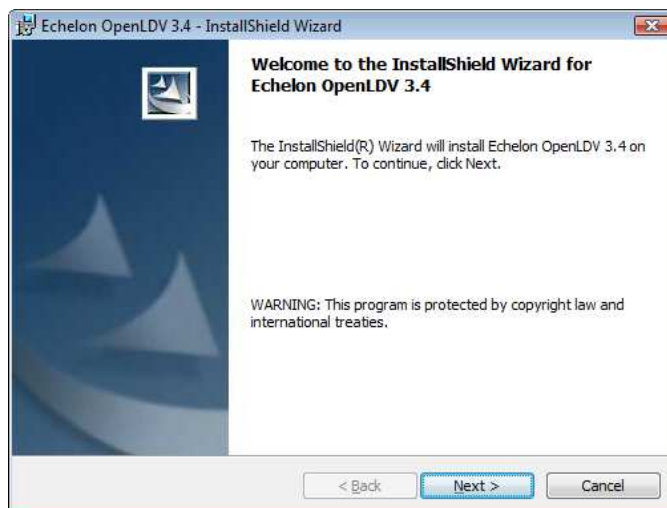 Echelon OpenLDV 3.4 - InstallShield Wizard
Welcome to the InstallShield Wizard for
Echelon OpenLDV 3.4
The InstallShield(R) Wizard will install Echelon OpenLDV 3.4 on
your computer. To continue, click Next.
WARNING: This program is protected by copyright law and
international treaties.
< Back
Next >
Cancel